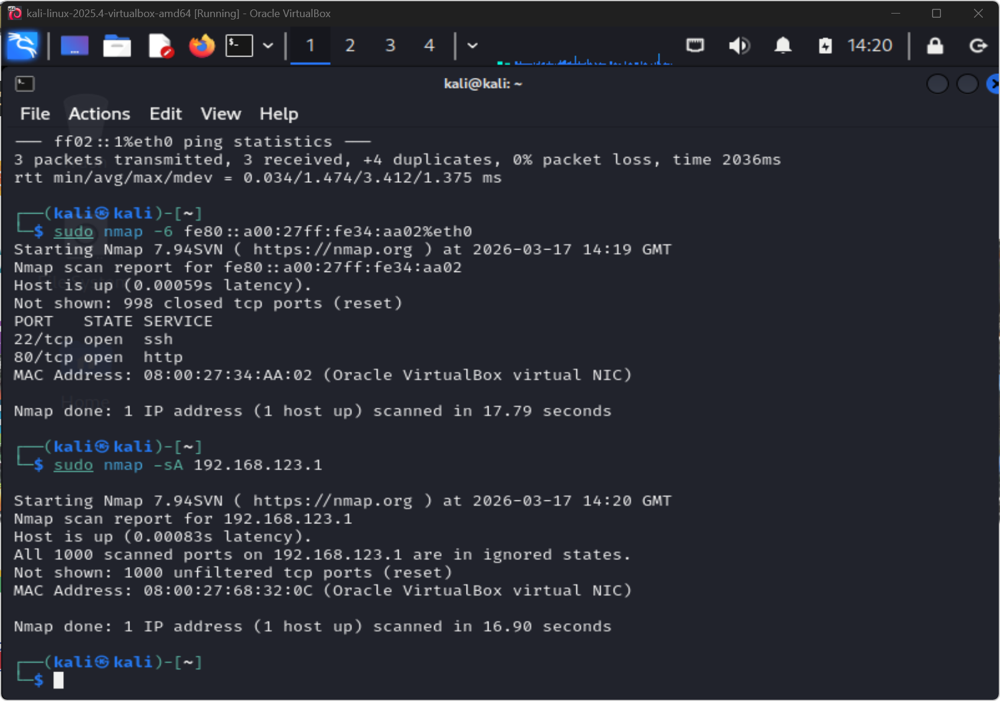 kali-linux-2025.4-virtualbox-amd64 [Running] - Oracle VirtualBox
1 2 3 4 14:20
kali@kali: ~
File Actions Edit View Help
—— ff02::1%eth0 ping statistics ——
3 packets transmitted, 3 received, +4 duplicates, 0% packet loss, time 2036ms
rtt min/avg/max/mdev = 0.034/1.474/3.412/1.375 ms
┌──(kali㉿kali)-[~]
└─$ sudo nmap -6 fe80::a00:27ff:fe34:aa02%eth0
Starting Nmap 7.94SVN ( https://nmap.org ) at 2026-03-17 14:19 GMT
Nmap scan report for fe80::a00:27ff:fe34:aa02
Host is up (0.00059s latency).
Not shown: 998 closed tcp ports (reset)
PORT   STATE SERVICE
22/tcp open  ssh
80/tcp open  http
MAC Address: 08:00:27:34:AA:02 (Oracle VirtualBox virtual NIC)
Home
Nmap done: 1 IP address (1 host up) scanned in 17.79 seconds
┌──(kali㉿kali)-[~]
└─$ sudo nmap -sA 192.168.123.1
Starting Nmap 7.94SVN ( https://nmap.org ) at 2026-03-17 14:20 GMT
Nmap scan report for 192.168.123.1
Host is up (0.00083s latency).
All 1000 scanned ports on 192.168.123.1 are in ignored states.
Not shown: 1000 unfiltered tcp ports (reset)
MAC Address: 08:00:27:68:32:0C (Oracle VirtualBox virtual NIC)
Nmap done: 1 IP address (1 host up) scanned in 16.90 seconds
┌──(kali㉿kali)-[~]
└─$